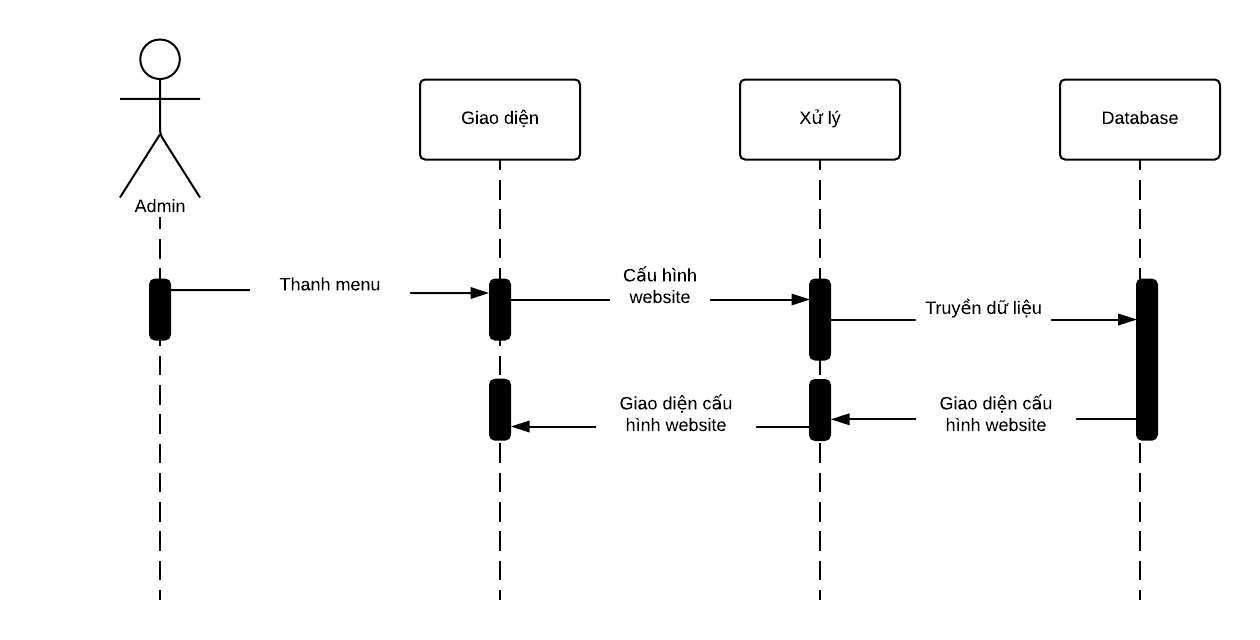 Giao diện
Xử lý
Database
Admin
Thanh menu
Cấu hình
website
Truyền dữ liệu
Giao diện cấu
hình website
Giao diện cấu
hình website